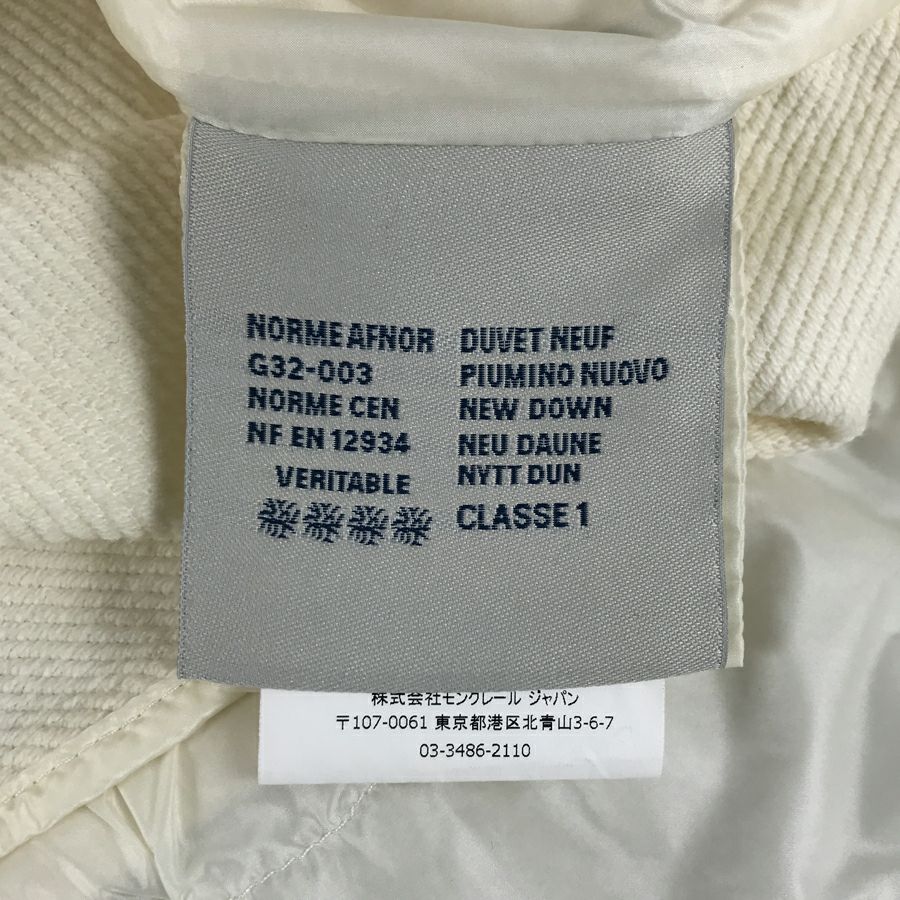 NORME AFNOR
G32-003
NORME CEN
NF EN 12934
VERITABLE
DUVET NEUF
PIUMINO NUOVO
NEW DOWN
NEU DAUNE
NYTT DUN
CLASSE 1
株式会社モンクレール ジャパン
〒107-0061 東京都港区北青山3-6-7
03-3486-2110